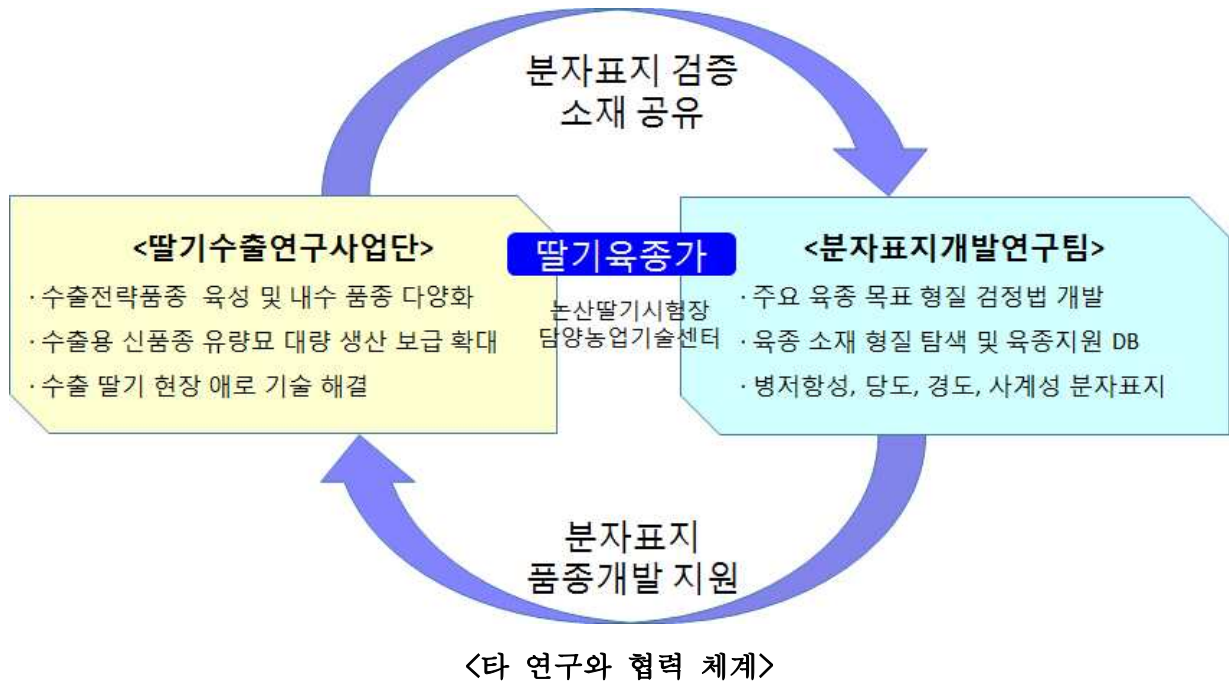 분자표지 검증
소재 공유
<딸기수출연구사업단>
· 수출전략품종 육성 및 내수 품종 다양화
· 수출용 신품종 유량묘 대량 생산 보급 확대
· 수출 딸기 현장 애로 기술 해결
딸기육종가
논산딸기시험장
담양농업기술센터
<분자표지개발연구팀>
· 주요 육종 목표 형질 검정법 개발
· 육종 소재 형질 탐색 및 육종지원 DB
· 병저항성, 당도, 경도, 사계성 분자표지
분자표지
품종개발 지원
<타 연구와 협력 체계>